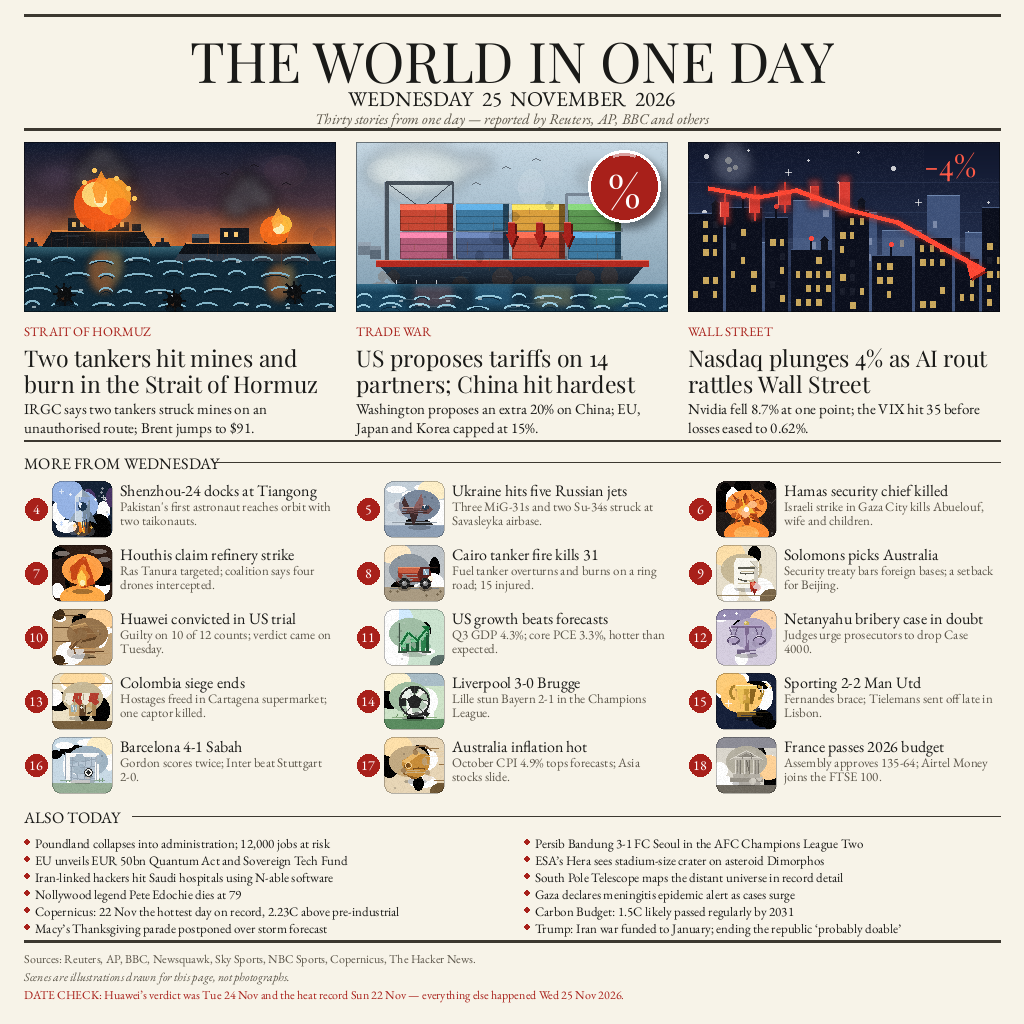 THE WORLD IN ONE DAY
WEDNESDAY 25 NOVEMBER 2026
Thirty stories from one day — reported by Reuters, AP, BBC and others
%
-4%
STRAIT OF HORMUZ
Two tankers hit mines and
burn in the Strait of Hormuz
IRGC says two tankers struck mines on an
unauthorised route; Brent jumps to $91.
TRADE WAR
US proposes tariffs on 14
partners; China hit hardest
Washington proposes an extra 20% on China; EU,
Japan and Korea capped at 15%.
WALL STREET
Nasdaq plunges 4% as AI rout
rattles Wall Street
Nvidia fell 8.7% at one point; the VIX hit 35 before
losses eased to 0.62%.
MORE FROM WEDNESDAY
4
Shenzhou-24 docks at Tiangong
Pakistan's first astronaut reaches orbit with
two taikonauts.
5
Ukraine hits five Russian jets
Three MiG-31s and two Su-34s struck at
Savasleyka airbase.
6
Hamas security chief killed
Israeli strike in Gaza City kills Abuelouf,
wife and children.
7
Houthis claim refinery strike
Ras Tanura targeted; coalition says four
drones intercepted.
8
Cairo tanker fire kills 31
Fuel tanker overturns and burns on a ring
road; 15 injured.
9
Solomons picks Australia
Security treaty bars foreign bases; a setback
for Beijing.
10
Huawei convicted in US trial
Guilty on 10 of 12 counts; verdict came on
Tuesday.
11
US growth beats forecasts
Q3 GDP 4.3%; core PCE 3.3%, hotter than
expected.
12
Netanyahu bribery case in doubt
Judges urge prosecutors to drop Case
4000.
13
Colombia siege ends
Hostages freed in Cartagena supermarket;
one captor killed.
14
Liverpool 3-0 Brugge
Lille stun Bayern 2-1 in the Champions
League.
15
Sporting 2-2 Man Utd
Fernandes brace; Tielemans sent off late in
Lisbon.
16
Barcelona 4-1 Sabah
Gordon scores twice; Inter beat Stuttgart
2-0.
17
Australia inflation hot
October CPI 4.9% tops forecasts; Asia
stocks slide.
18
France passes 2026 budget
Assembly approves 135-64; Airtel Money
joins the FTSE 100.
ALSO TODAY
Poundland collapses into administration; 12,000 jobs at risk
EU unveils EUR 50bn Quantum Act and Sovereign Tech Fund
Iran-linked hackers hit Saudi hospitals using N-able software
Nollywood legend Pete Edochie dies at 79
Copernicus: 22 Nov the hottest day on record, 2.23C above pre-industrial
Macy's Thanksgiving parade postponed over storm forecast
Persib Bandung 3-1 FC Seoul in the AFC Champions League Two
ESA's Hera sees stadium-size crater on asteroid Dimorphos
South Pole Telescope maps the distant universe in record detail
Gaza declares meningitis epidemic alert as cases surge
Carbon Budget: 1.5C likely passed regularly by 2031
Trump: Iran war funded to January; ending the republic ‘probably doable’
Sources: Reuters, AP, BBC, Newsquawk, Sky Sports, NBC Sports, Copernicus, The Hacker News.
Scenes are illustrations drawn for this page, not photographs.
DATE CHECK: Huawei's verdict was Tue 24 Nov and the heat record Sun 22 Nov — everything else happened Wed 25 Nov 2026.